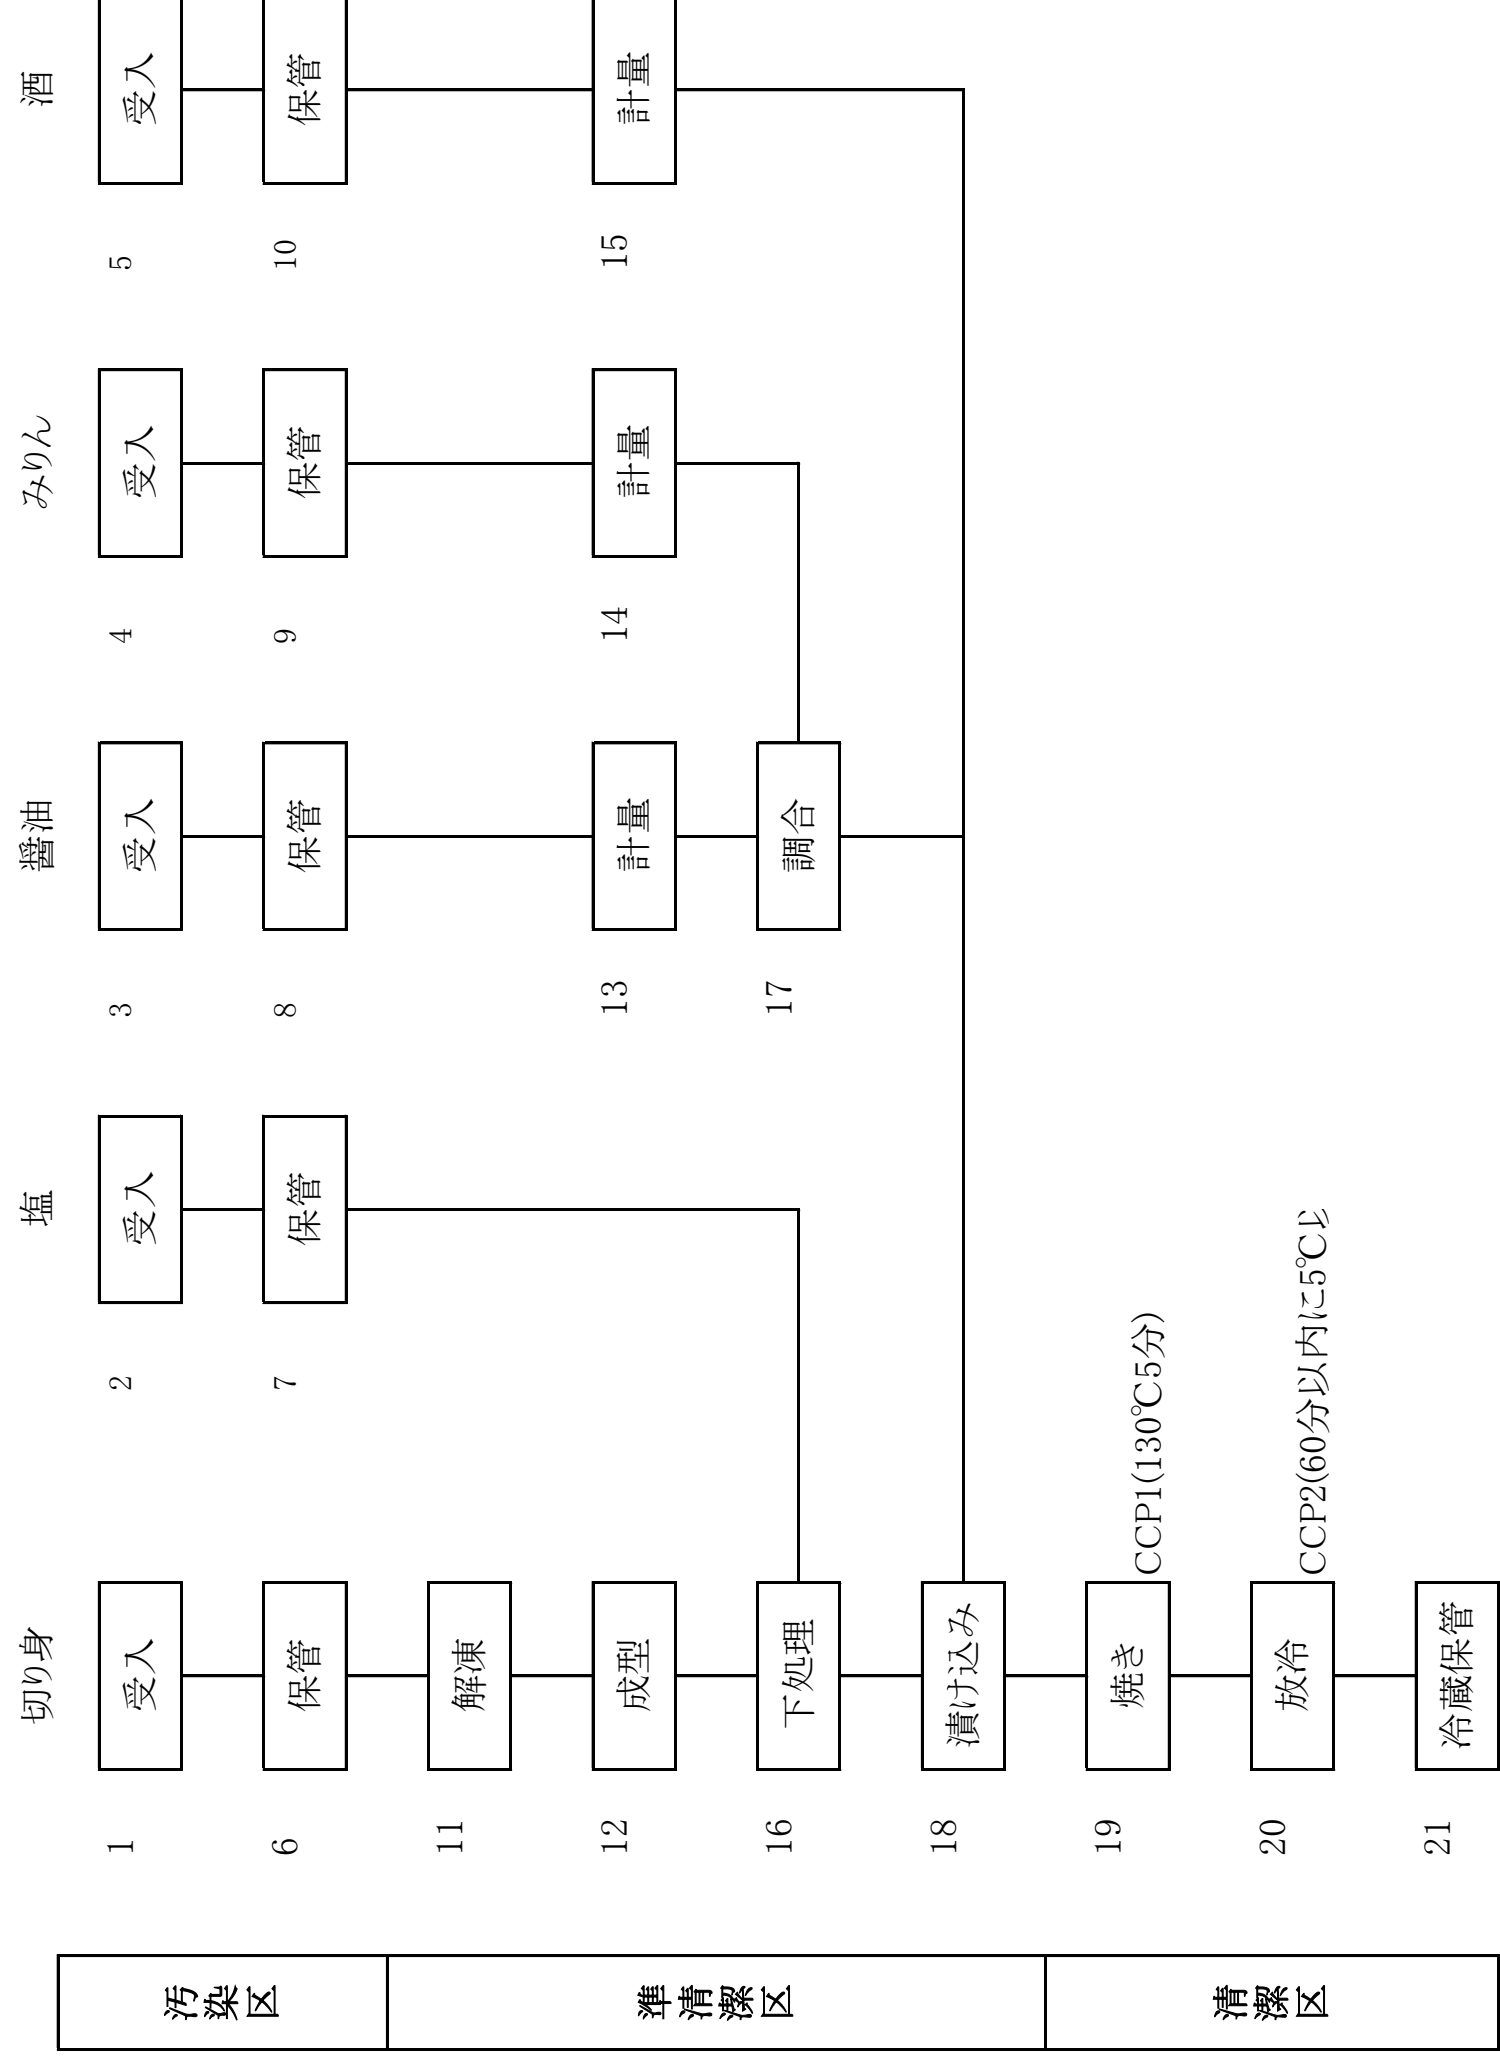 切り身
塩
醤油
みりん
酒
1
受入
2
受入
3
受入
4
受入
5
受入
6
保管
7
保管
8
保管
9
保管
10
保管
11
解凍
12
成型
13
計量
14
計量
15
計量
16
下処理
17
調合
18
漬け込み
19
焼き
CCP1(130℃5分)
20
放冷
CCP2(60分以内に5℃以
21
冷蔵保管
汚染区
準清潔区
清潔区